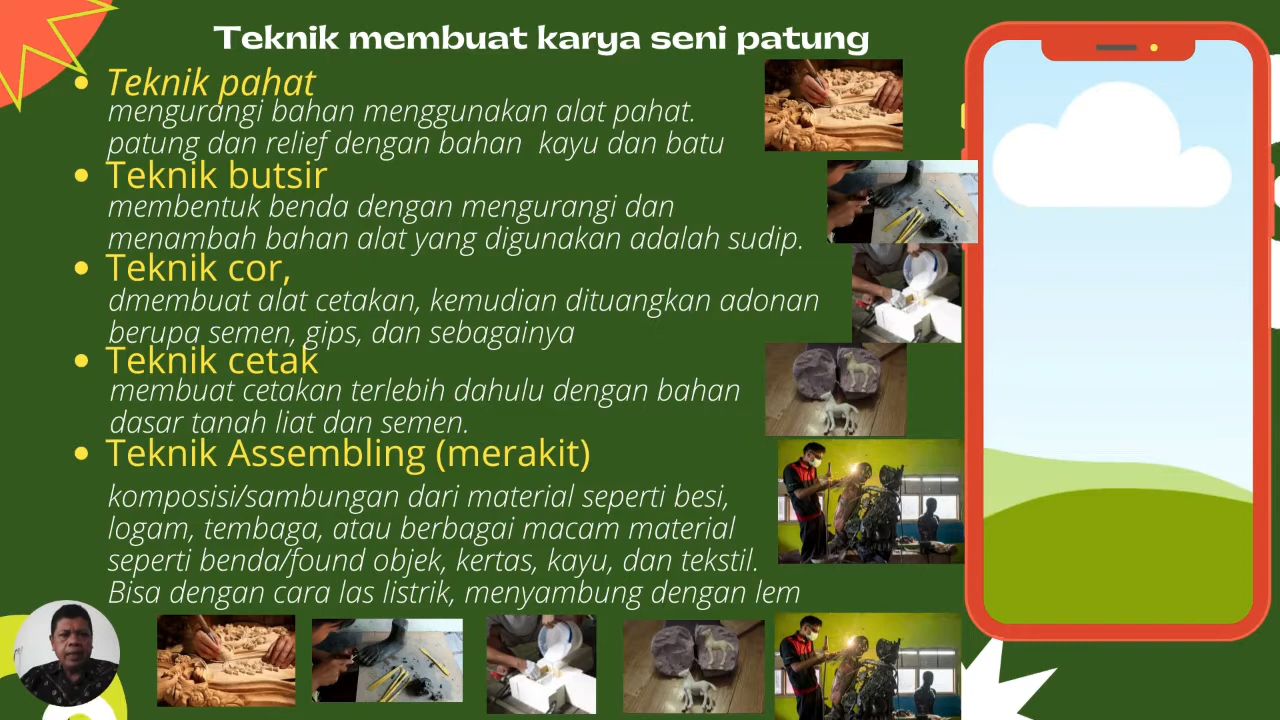 Teknik membuat karya seni patung
Teknik pahat
mengurangi bahan menggunakan alat pahat.
patung dan relief dengan bahan kayu dan batu
Teknik butsir
membentuk benda dengan mengurangi dan
menambah bahan alat yang digunakan adalah sudip.
Teknik cor,
dmembuat alat cetakan, kemudian dituangkan adonan
berupa semen, gips, dan sebagainya
Teknik cetak
membuat cetakan terlebih dahulu dengan bahan
dasar tanah liat dan semen.
Teknik Assembling (merakit)
komposisi/sambungan dari material seperti besi,
logam, tembaga, atau berbagai macam material
seperti benda/found objek, kertas, kayu, dan tekstil.
Bisa dengan cara las listrik, menyambung dengan lem